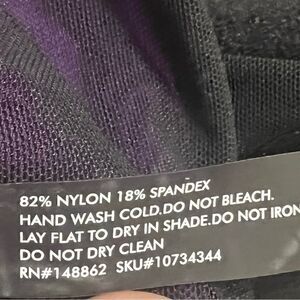 82% NYLON 18% SPANDEX
HAND WASH COLD.DO NOT BLEACH.
LAY FLAT TO DRY IN SHADE.DO NOT IRON
DO NOT DRY CLEAN
RN#148862 SKU#10734344